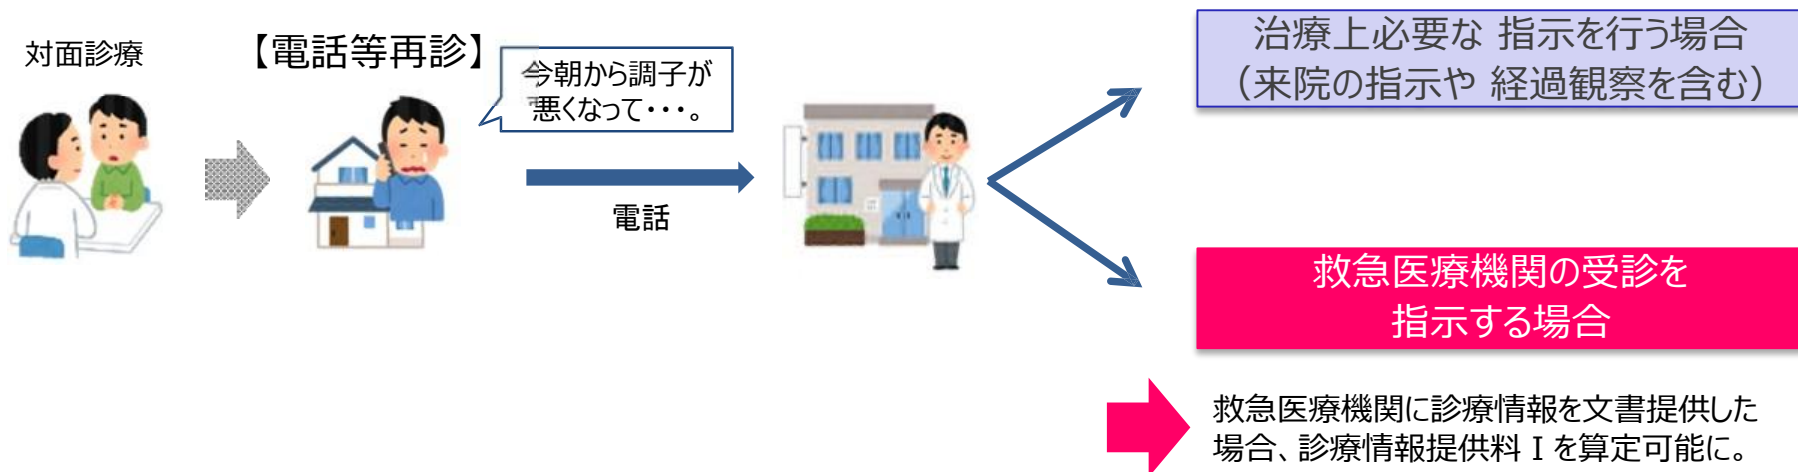 対面診療
【電話等再診】
今朝から調子が
悪くなって・・・。
電話
治療上必要な 指示を行う場合
（来院の指示や 経過観察を含む）
救急医療機関の受診を
指示する場合
救急医療機関に診療情報を文書提供した
場合、診療情報提供料Ⅰを算定可能に。